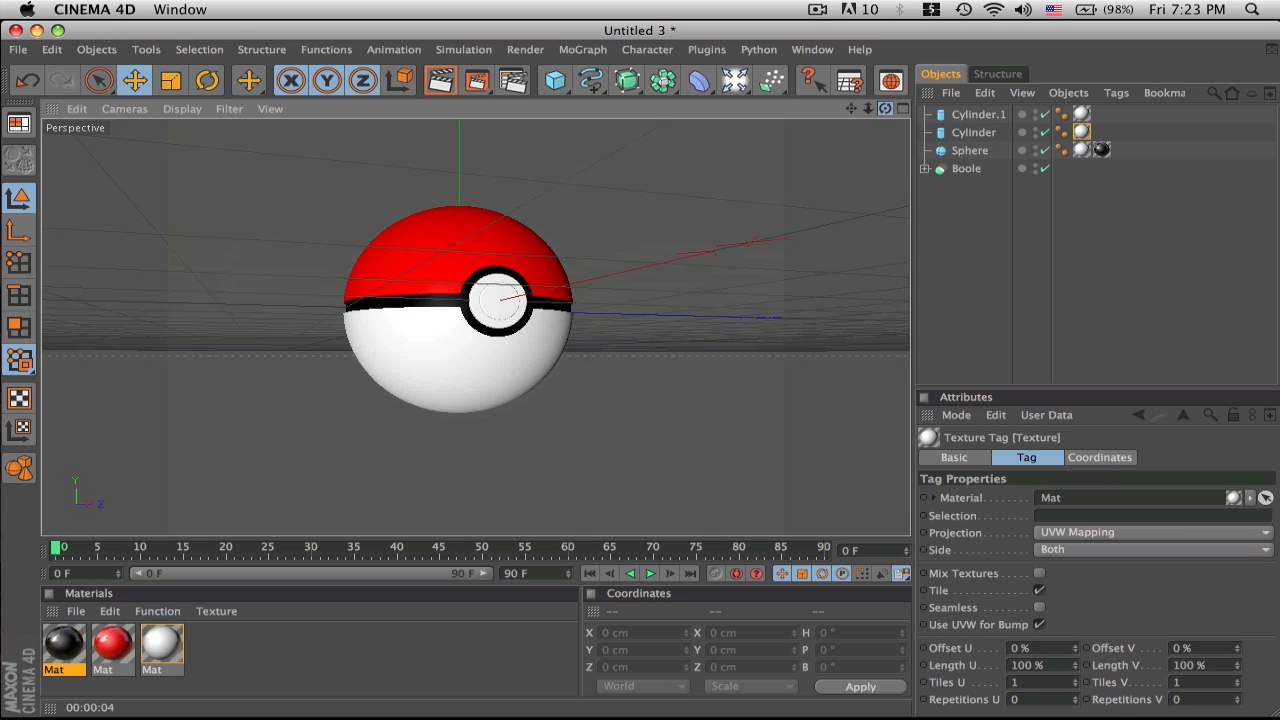 CINEMA 4D Window 10 (98%) Fri 7:23 PM
Untitled 3 *
File Edit Objects Tools Selection Render Functions Animation Simulation Render MoGraph Character Plugins Python Window Help
X Y Z
Objects Structure
File Edit View Objects Tags Bookma
Edit Cameras Display Filter View
Perspective
Cylinder.1
Cylinder
Sphere
Boole
Attributes
Mode Edit User Data
Texture Tag [Texture]
Basic Tag Coordinates
Tag Properties
Material Mat
Selection
Projection UVW Mapping
Side Both
Mix Textures
Tile
Seamless
Use UVW for Bump
Offset U 0 % Offset V 0 %
Length U 100 % Length V 100 %
Tiles U 1 Tiles V 1
Repetitions U 0 Repetitions V 0
Y
Z
0 5 10 15 20 25 30 35 40 45 50 55 60 65 70 75 80 85 90 0 F
0 F 0 F 90 F 90 F
Materials
File Edit Function Texture
Mat Mat Mat
Coordinates
-- -- --
X 0 cm X 0 cm H 0 °
Y 0 cm Y 0 cm P 0 °
Z 0 cm Z 0 cm B 0 °
World Scale Apply
MAXON CINEMA 4D
00:00:04